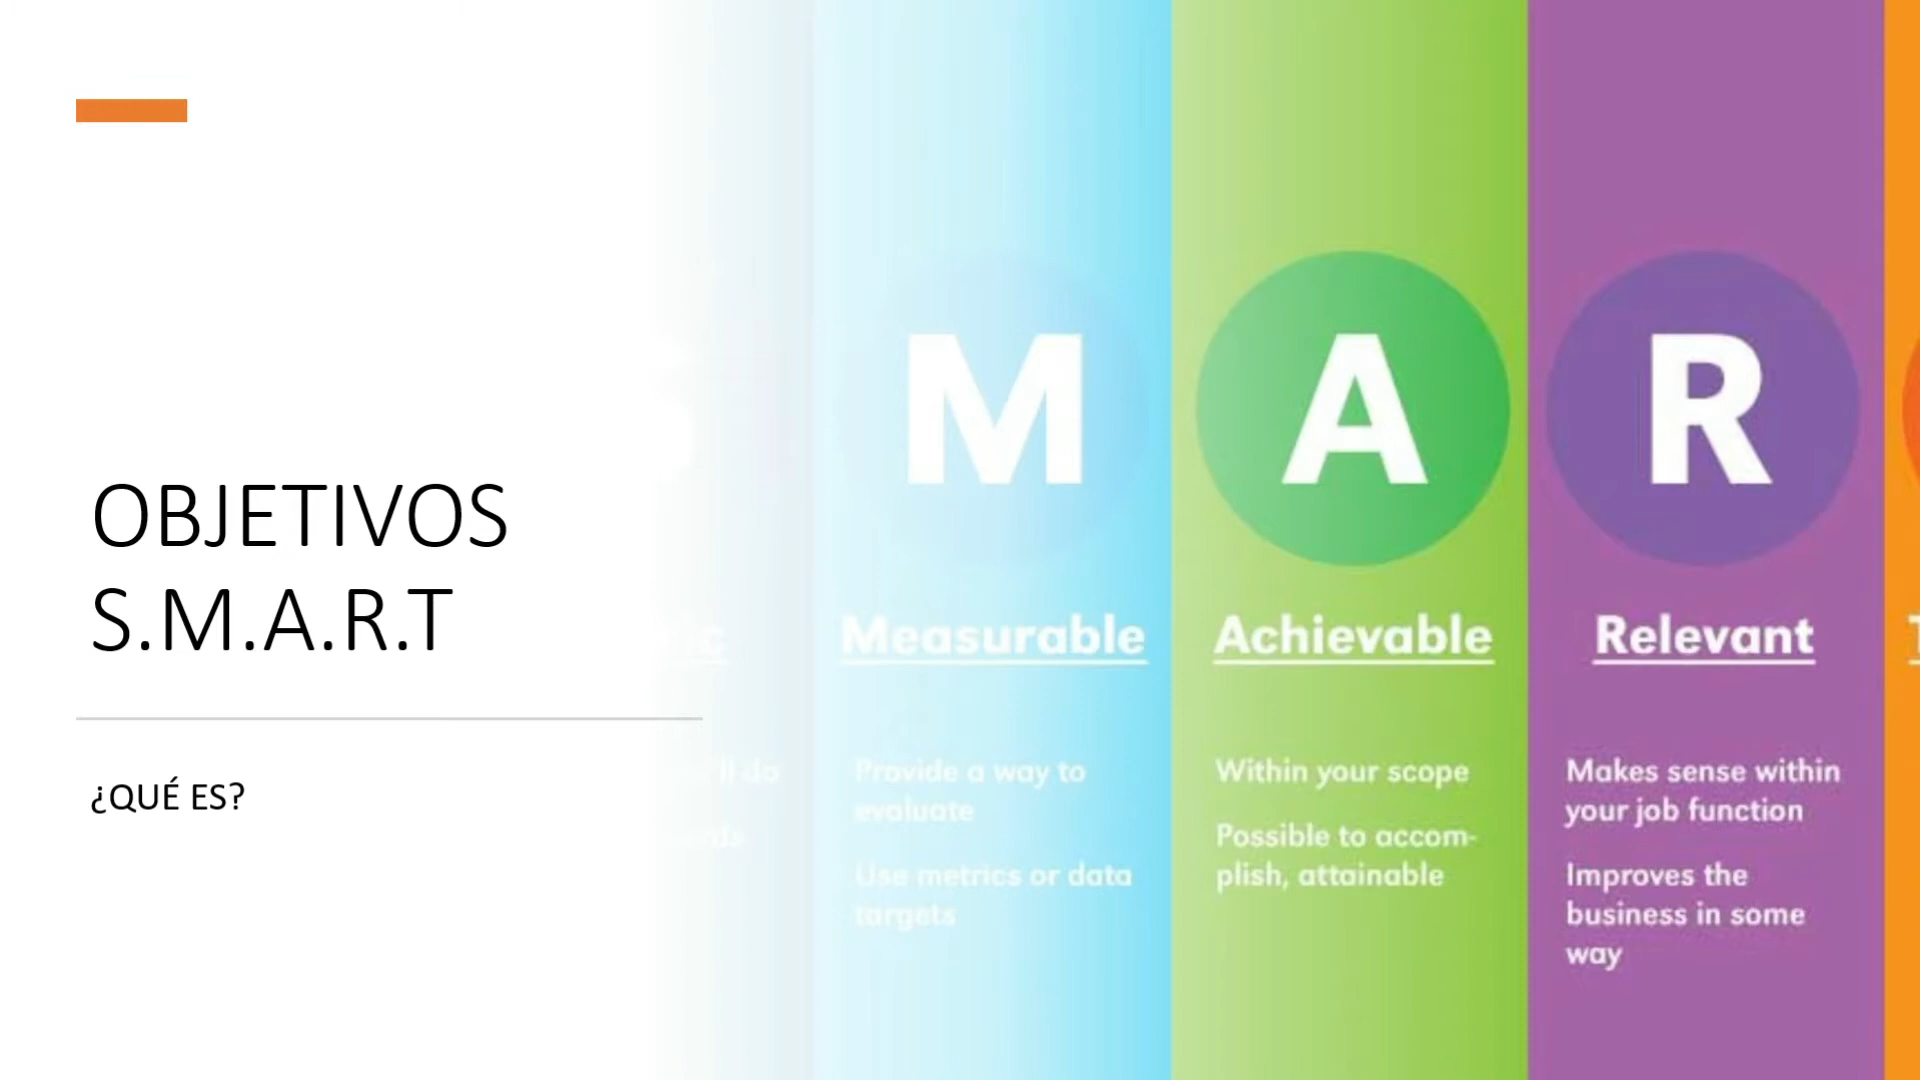 OBJETIVOS
S.M.A.R.T
¿QUÉ ES?
M
Measurable
Provide a way to
evaluate
Use metrics or data
targets
A
Achievable
Within your scope
Possible to accom-
plish, attainable
R
Relevant
Makes sense within
your job function
Improves the
business in some
way